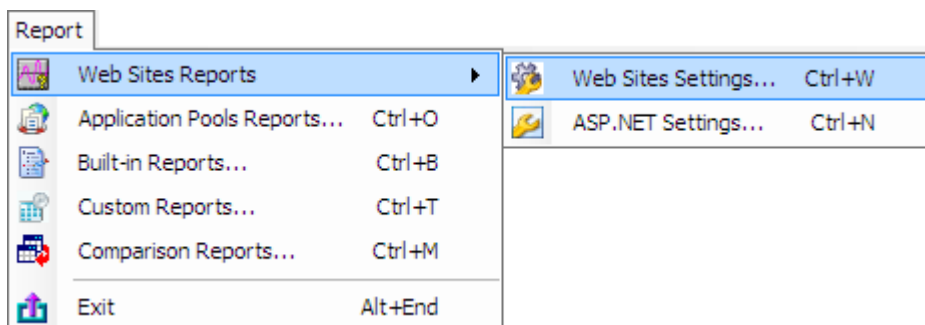 Report
Web Sites Reports
Web Sites Settings... Ctrl+W
Application Pools Reports... Ctrl+O
ASP.NET Settings... Ctrl+N
Built-in Reports... Ctrl+B
Custom Reports... Ctrl+T
Comparison Reports... Ctrl+M
Exit Alt+End